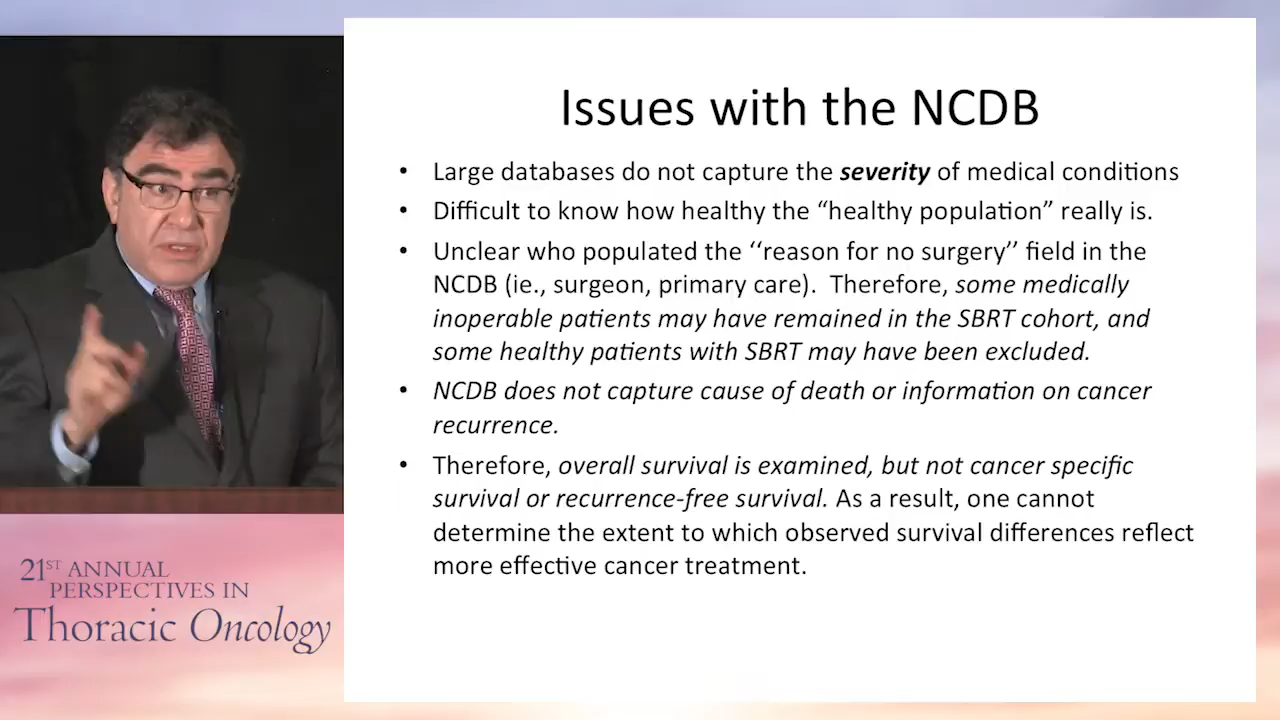 Issues with the NCDB
• Large databases do not capture the severity of medical conditions
• Difficult to know how healthy the “healthy population” really is.
• Unclear who populated the ‘‘reason for no surgery’’ field in the
NCDB (ie., surgeon, primary care). Therefore, some medically
inoperable patients may have remained in the SBRT cohort, and
some healthy patients with SBRT may have been excluded.
• NCDB does not capture cause of death or information on cancer
recurrence.
• Therefore, overall survival is examined, but not cancer specific
survival or recurrence-free survival. As a result, one cannot
determine the extent to which observed survival differences reflect
more effective cancer treatment.
21ST ANNUAL
PERSPECTIVES IN
Thoracic Oncology